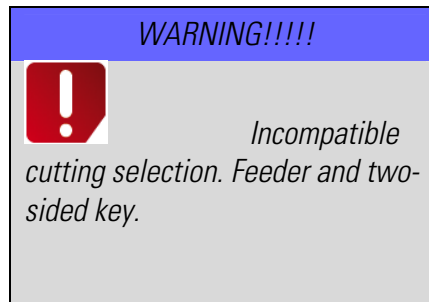 WARNING!!!!!
Incompatible
cutting selection. Feeder and two-
sided key.